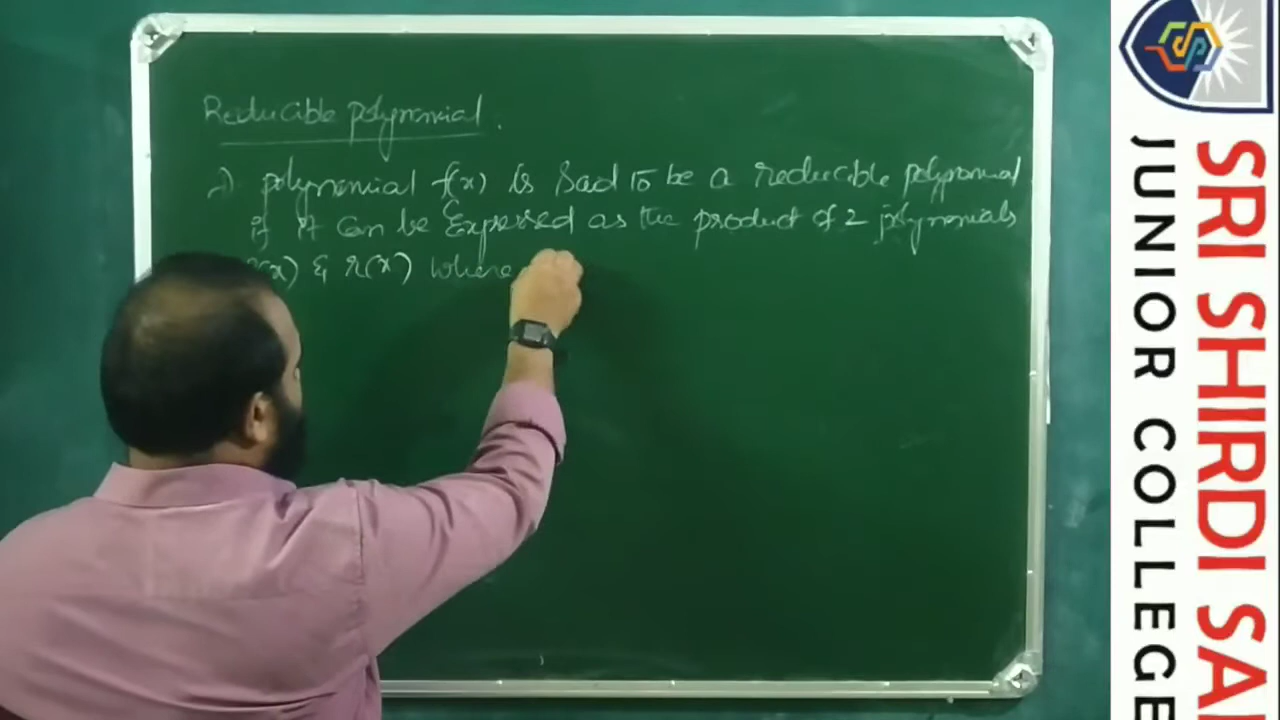 Reducible polynomial.
polynomial f(x) is Said To be a reducible polynomial
if it Can be Expressed as the product of 2 polynomials
(x) & r(x) where
SRI SHIRDI SAI
JUNIOR COLLEGE